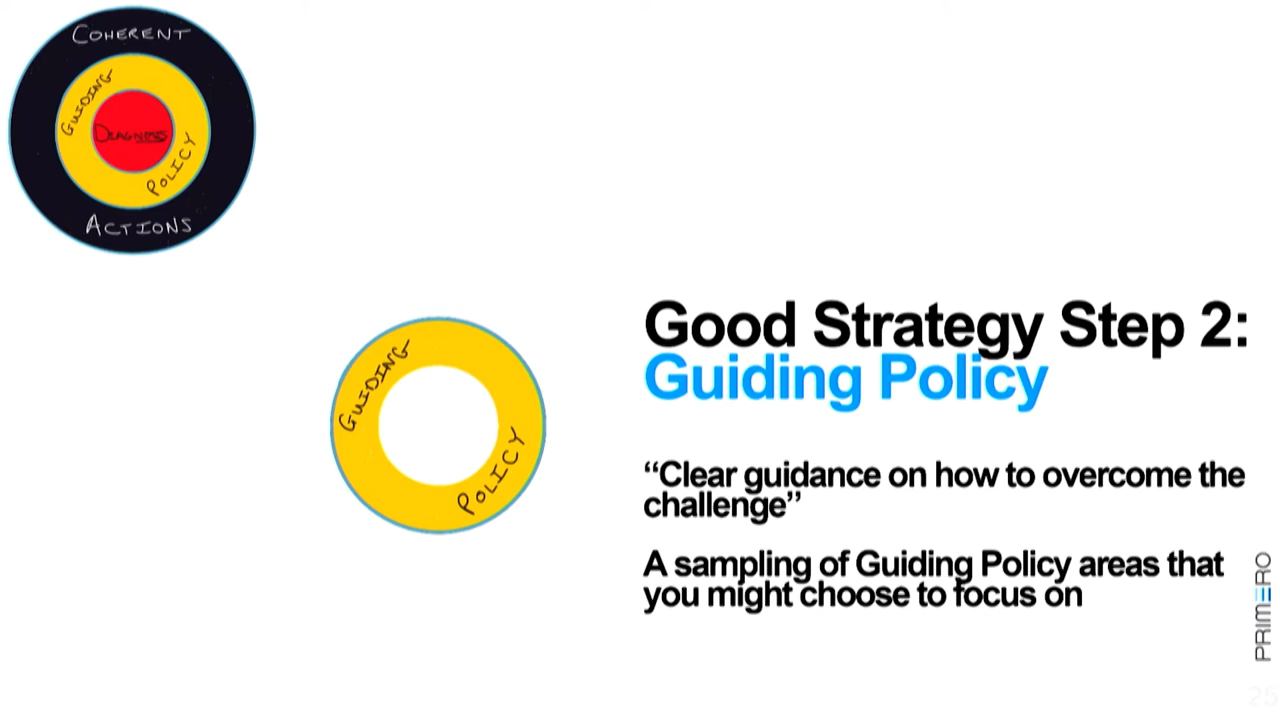 COHERENT
GUIDING
DIAGNOSIS
POLICY
ACTIONS
Good Strategy Step 2:
Guiding Policy
GUIDING
POLICY
“Clear guidance on how to overcome the
challenge”
A sampling of Guiding Policy areas that
you might choose to focus on
PRIMERO
25